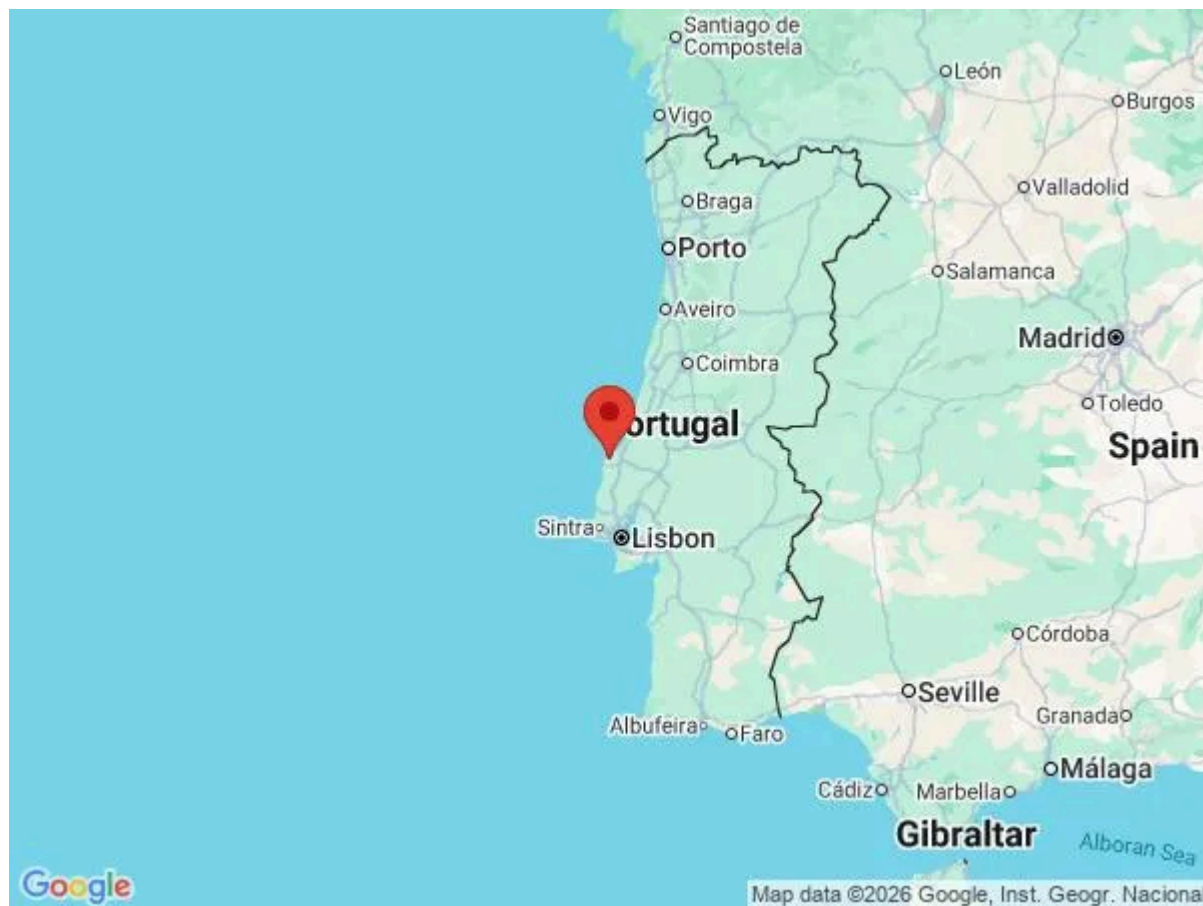 Santiago de
Compostela
León
Burgos
Vigo
Valladolid
Braga
Porto
Salamanca
Aveiro
Madrid
Coimbra
Toledo
ortugal
Spain
Sintra
Lisbon
Córdoba
Seville
Granada
Albufeira
Faro
Málaga
Cádiz
Marbella
Gibraltar
Alboran Sea
Google
Map data ©2026 Google, Inst. Geogr. Nacional